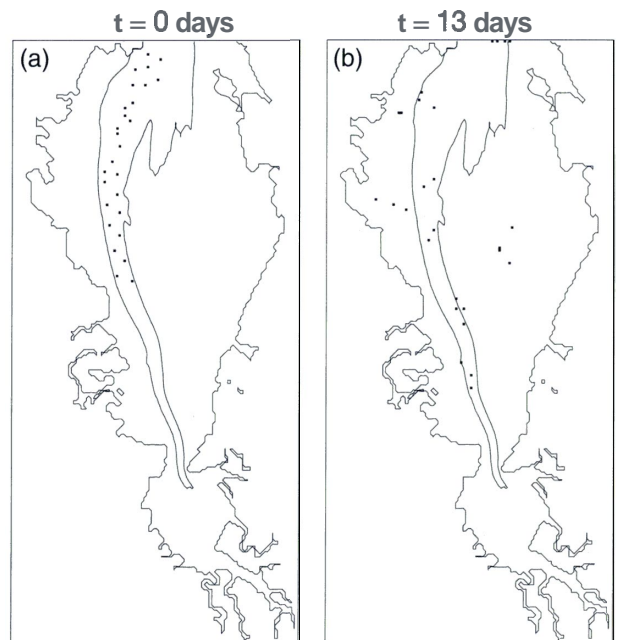 t = 0 days
t = 13 days
(a)
(b)